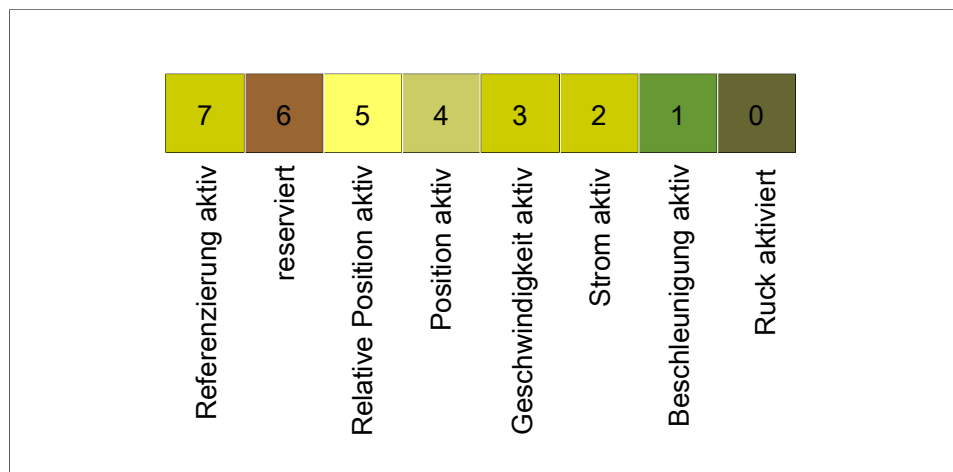 7 6 5 4 3 2 1 0
Referenzierung aktiv
reserviert
Relative Position aktiv
Position aktiv
Geschwindigkeit aktiv
Strom aktiv
Beschleunigung aktiv
Ruck aktiviert